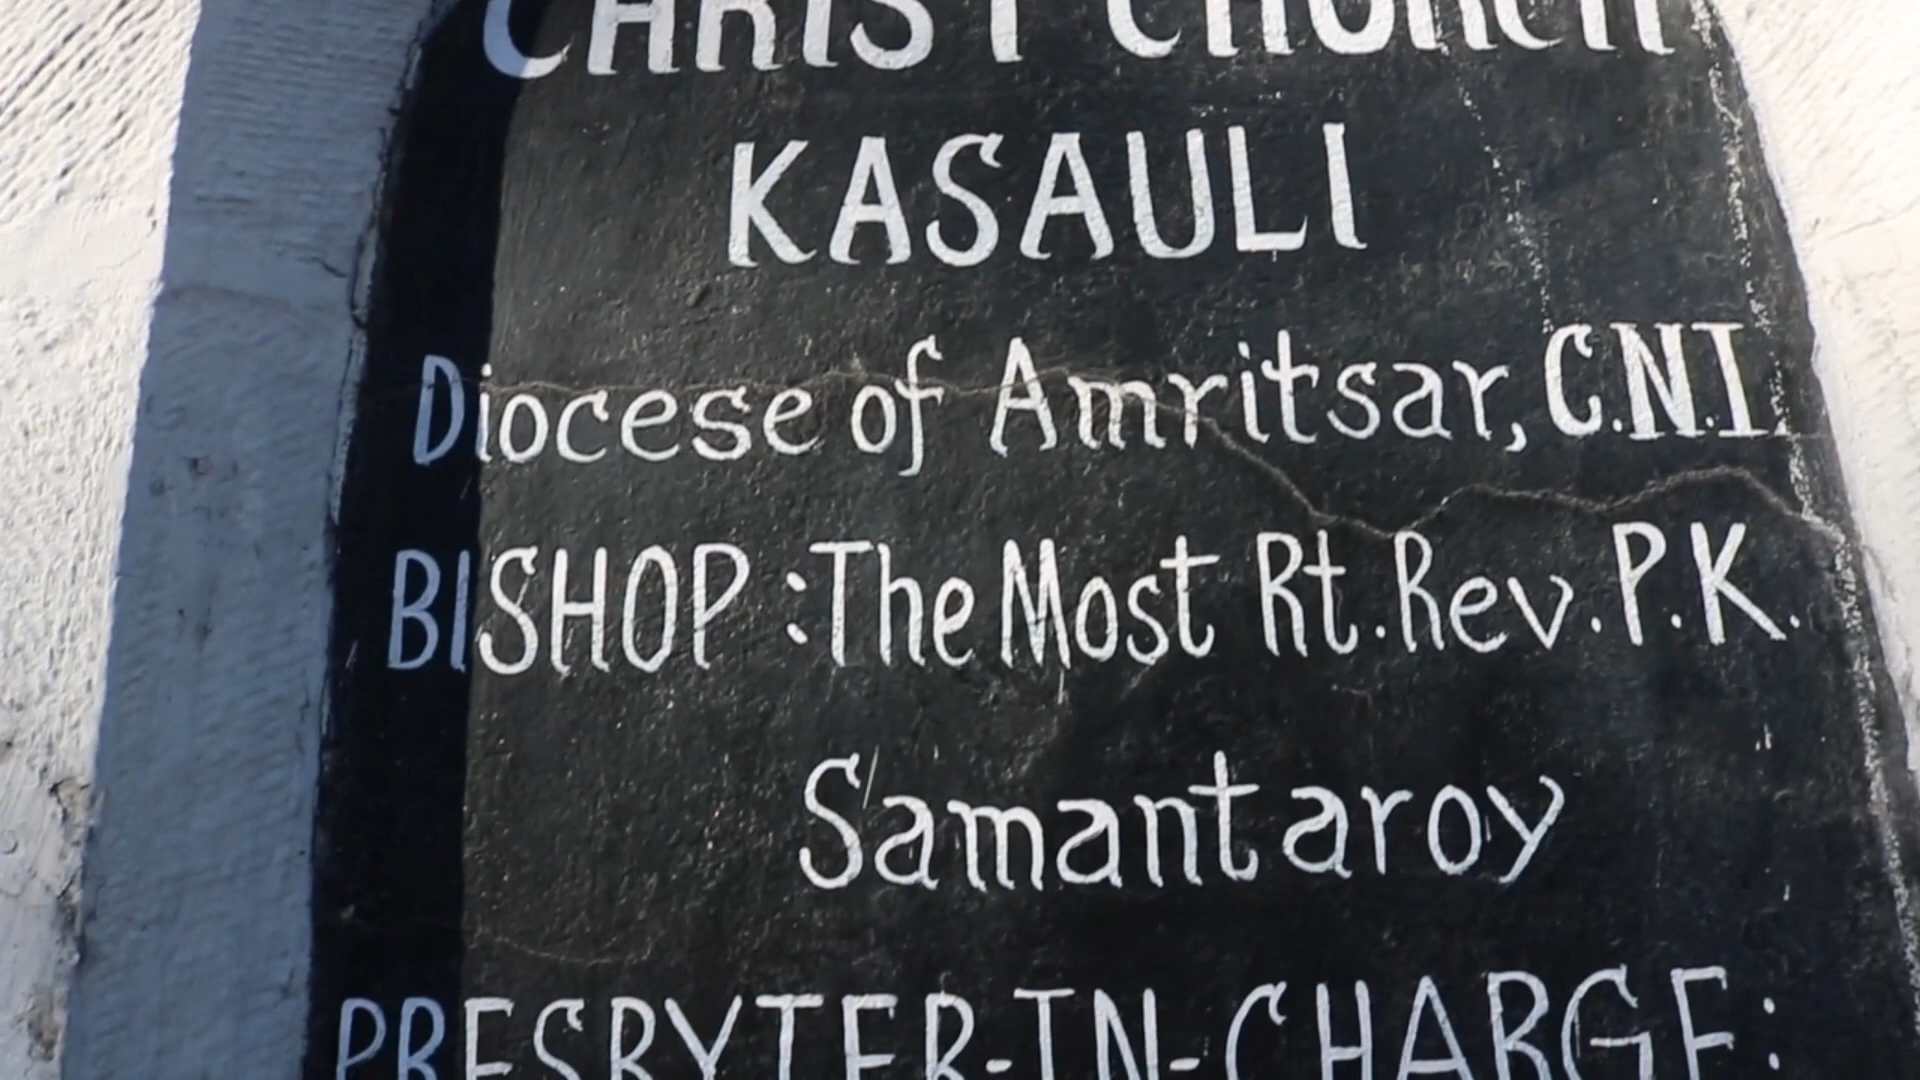 CHRIST CHURCH
KASAULI
Diocese of Amritsar, C.N.I.
BISHOP : The Most Rt. Rev. P.K.
Samantaroy
PRESBYTER-IN-CHARGE: